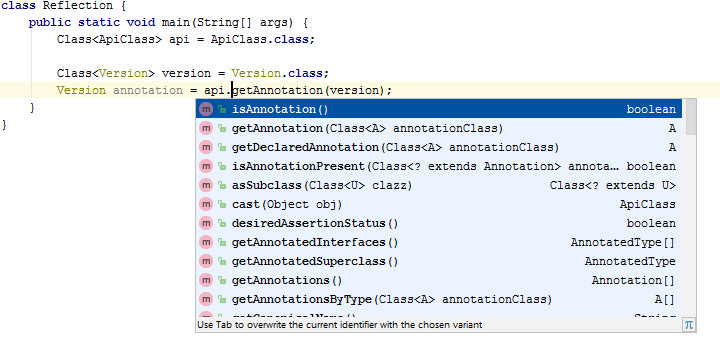 class Reflection {
public static void main(String[] args) {
Class<ApiClass> api = ApiClass.class;
Class<Version> version = Version.class;
Version annotation = api.getAnnotation(version);
}
}
m isAnnotation() boolean
m getAnnotation(Class<A> annotationClass) A
m getDeclaredAnnotation(Class<A> annotationClass) A
m isAnnotationPresent(Class<? extends Annotation> annota... boolean
m asSubclass(Class<U> clazz) Class<? extends U>
m cast(Object obj) ApiClass
m desiredAssertionStatus() boolean
m getAnnotatedInterfaces() AnnotatedType[]
m getAnnotatedSuperclass() AnnotatedType
m getAnnotations() Annotation[]
m getAnnotationsByType(Class<A> annotationClass) A[]
m getCanonicalName() String
Use Tab to overwrite the current identifier with the chosen variant π